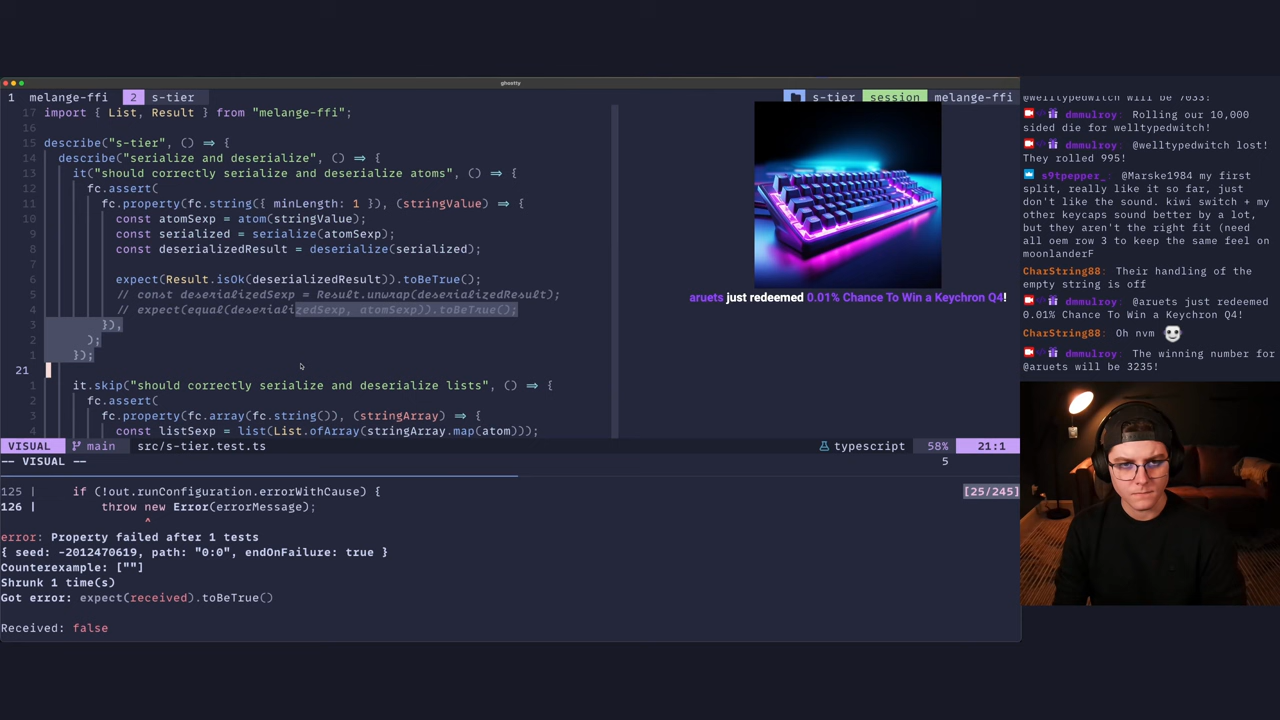 ghostty
1 melange-ffi 2 s-tier
s-tier session melange-ffi
17 import { List, Result } from "melange-ffi";
16
15 describe("s-tier", () => {
14 describe("serialize and deserialize", () => {
13 it("should correctly serialize and deserialize atoms", () => {
12 fc.assert(
11 fc.property(fc.string({ minLength: 1 }), (stringValue) => {
10 const atomSexp = atom(stringValue);
9 const serialized = serialize(atomSexp);
8 const deserializedResult = deserialize(serialized);
7
6 expect(Result.isOk(deserializedResult)).toBeTrue();
5 // const deserializedSexp = Result.unwrap(deserializedResult);
4 // expect(equal(deserializedSexp, atomSexp)).toBeTrue();
3 }),
2 );
1 });
21
1 it.skip("should correctly serialize and deserialize lists", () => {
2 fc.assert(
3 fc.property(fc.array(fc.string()), (stringArray) => {
4 const listSexp = list(List.ofArray(stringArray.map(atom)));
VISUAL main src/s-tier.test.ts typescript 58% 21:1
-- VISUAL -- 5
125 | if (!out.runConfiguration.errorWithCause) {
[25/245]
126 | throw new Error(errorMessage);
^
error: Property failed after 1 tests
{ seed: -2012470619, path: "0:0", endOnFailure: true }
Counterexample: [""]
Shrunk 1 time(s)
Got error: expect(received).toBeTrue()
Received: false
aruets just redeemed 0.01% Chance To Win a Keychron Q4!
@welltypedwitch will be 7033!
dmmulroy: Rolling our 10,000
sided die for welltypedwitch!
dmmulroy: @welltypedwitch lost!
They rolled 995!
s9tpepper_: @Marske1984 my first
split, really like it so far, just
don't like the sound. kiwi switch + my
other keycaps sound better by a lot,
but they aren't the right fit (need
all oem row 3 to keep the same feel on
moonlanderF
CharString88: Their handling of the
empty string is off
@aruets just redeemed
0.01% Chance To Win a Keychron Q4!
CharString88: Oh nvm
dmmulroy: The winning number for
@aruets will be 3235!